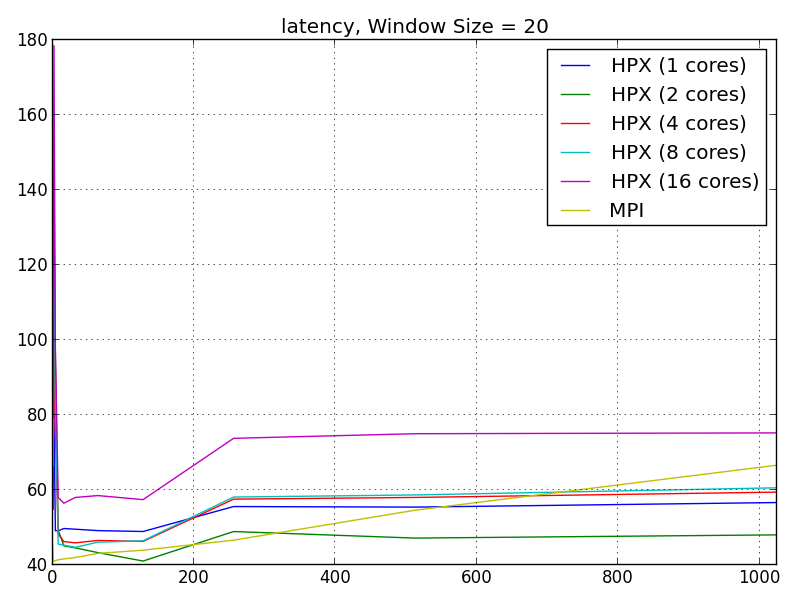 latency, Window Size = 20
180
160
140
120
100
80
60
40
0
200
400
600
800
1000
HPX (1 cores)
HPX (2 cores)
HPX (4 cores)
HPX (8 cores)
HPX (16 cores)
MPI